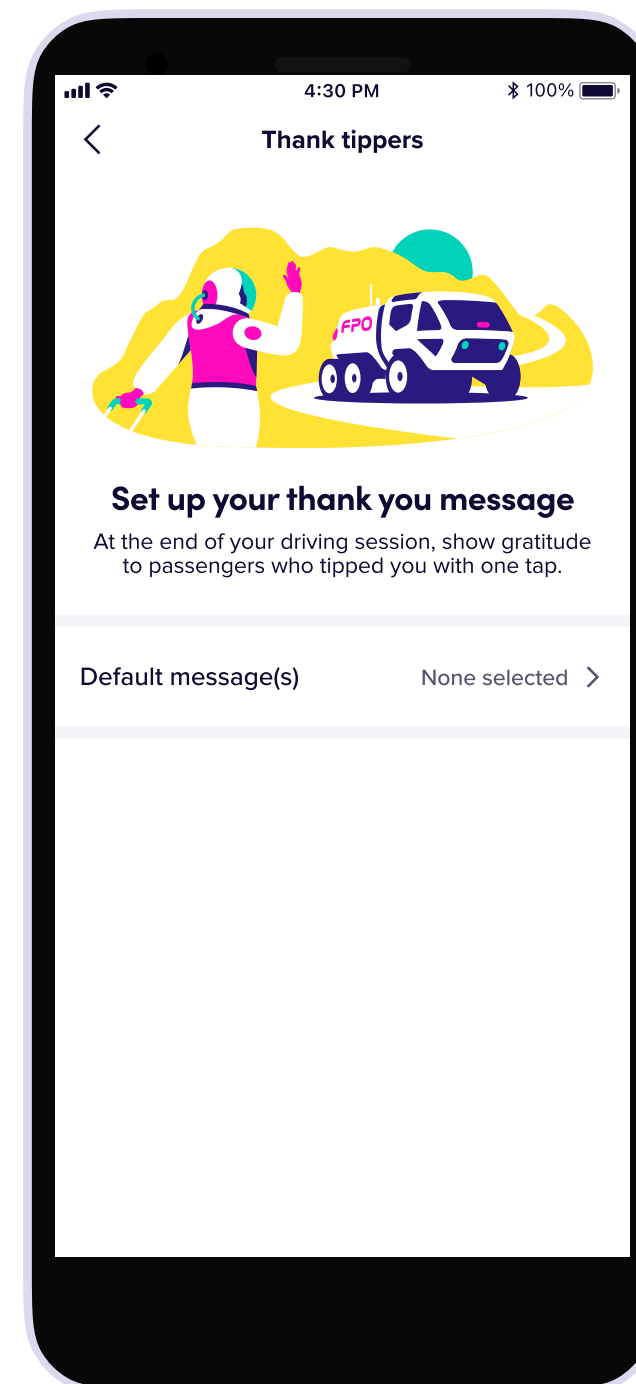 4:30 PM
100%
Thank tippers
FPO
Set up your thank you message
At the end of your driving session, show gratitude
to passengers who tipped you with one tap.
Default message(s)
None selected